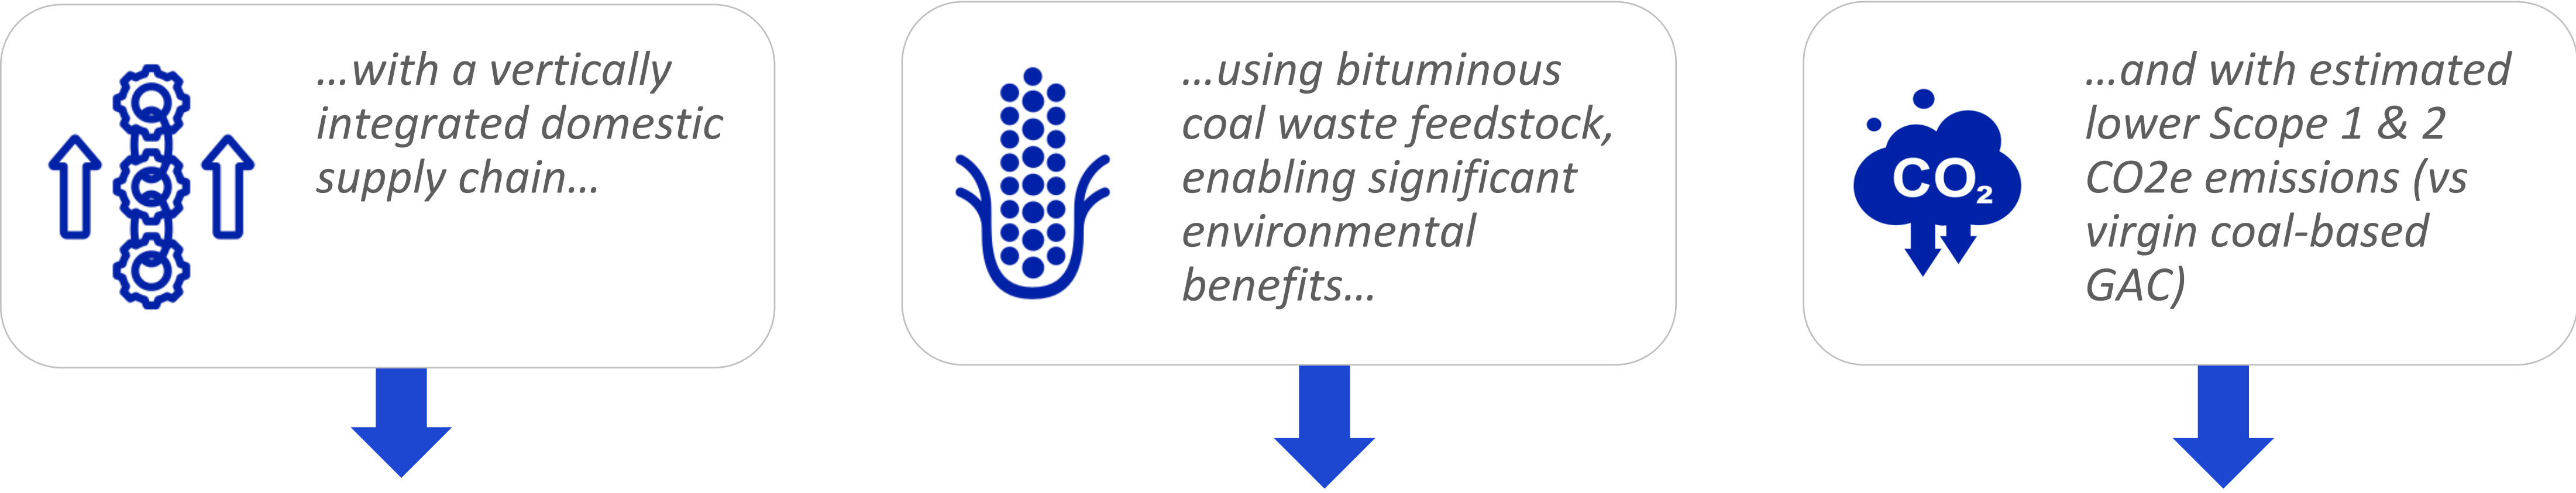 …with a vertically
integrated domestic
supply chain…
…using bituminous
coal waste feedstock,
enabling significant
environmental
benefits…
CO₂
…and with estimated
lower Scope 1 & 2
CO2e emissions (vs
virgin coal-based
GAC)